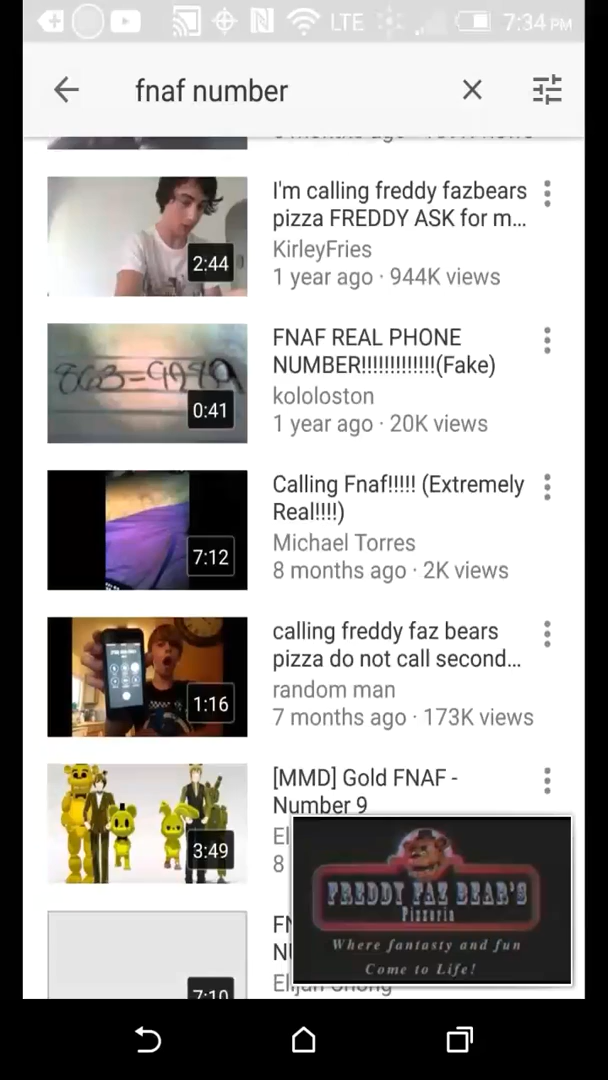 LTE 7:34 PM
fnaf number
I'm calling freddy fazbears
pizza FREDDY ASK for m...
KirleyFries
1 year ago · 944K views
2:44
FNAF REAL PHONE
NUMBER!!!!!!!!!!!!!(Fake)
kololoston
1 year ago · 20K views
0:41
Calling Fnaf!!!!! (Extremely
Real!!!!)
Michael Torres
8 months ago · 2K views
7:12
calling freddy faz bears
pizza do not call second...
random man
7 months ago · 173K views
1:16
[MMD] Gold FNAF -
Number 9
El
8
3:49
FREDDY FAZ BEAR'S
Pizzeria
Where fantasty and fun
Come to Life!
7:10